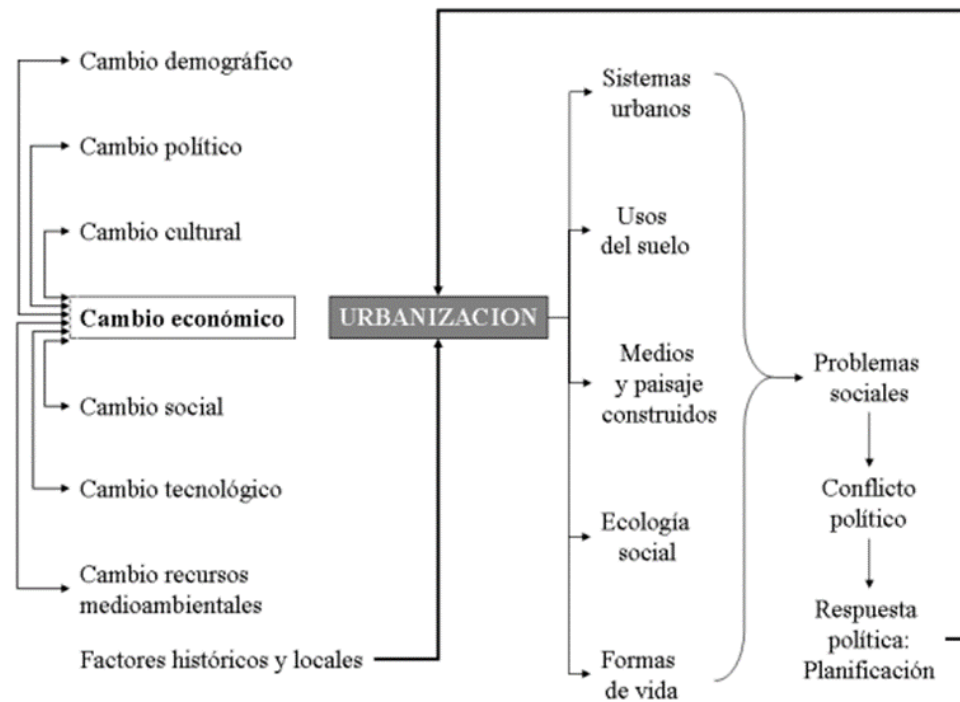 Cambio demográfico
Cambio político
Cambio cultural
Cambio económico
Cambio social
Cambio tecnológico
Cambio recursos
medioambientales
Factores históricos y locales
URBANIZACION
Sistemas
urbanos
Usos
del suelo
Medios
y paisaje
construidos
Ecología
social
Formas
de vida
Problemas
sociales
Conflicto
político
Respuesta
política:
Planificación